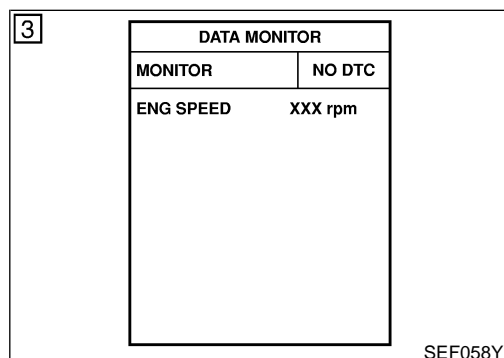 3
DATA MONITOR
MONITOR NO DTC
ENG SPEED XXX rpm
SEF058Y